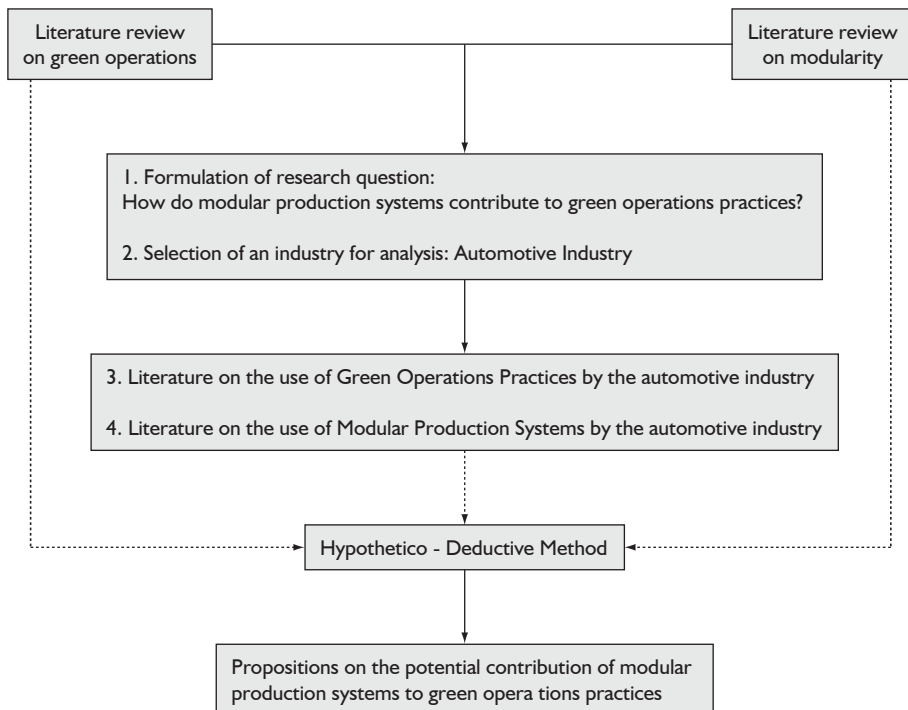 Literature review
on green operations
Literature review
on modularity
1. Formulation of research question:
How do modular production systems contribute to green operations practices?
2. Selection of an industry for analysis: Automotive Industry
3. Literature on the use of Green Operations Practices by the automotive industry
4. Literature on the use of Modular Production Systems by the automotive industry
Hypothetico - Deductive Method
Propositions on the potential contribution of modular
production systems to green opera tions practices